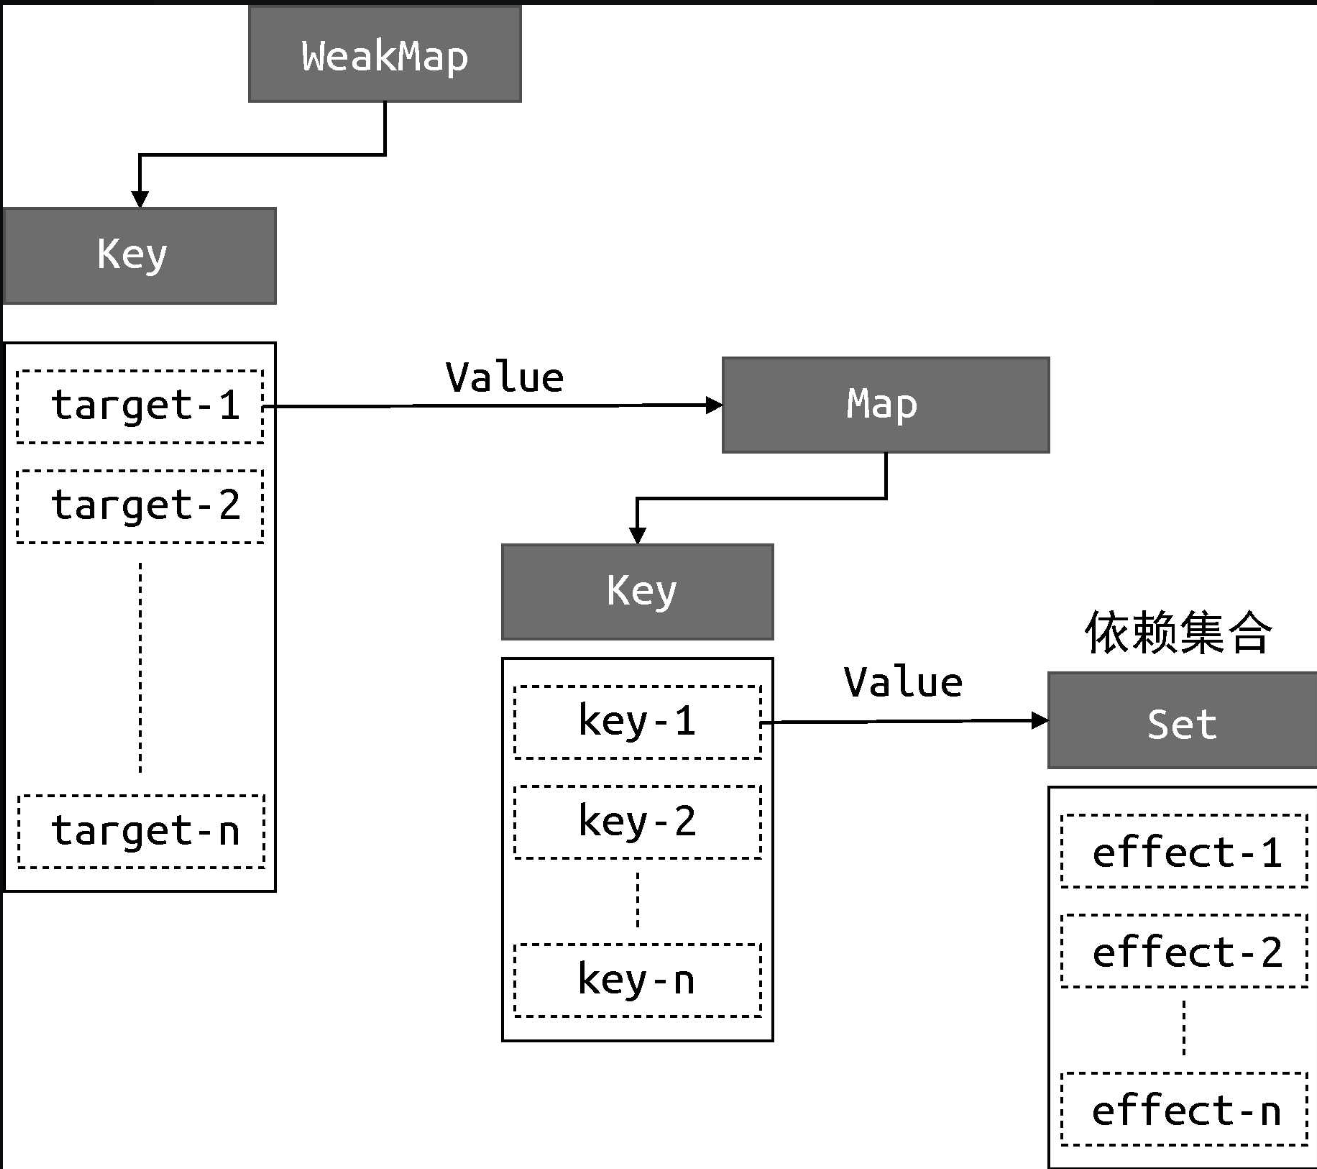 WeakMap
Key
target-1
target-2
target-n
Value
Map
Key
key-1
key-2
key-n
Value
依赖集合
Set
effect-1
effect-2
effect-n